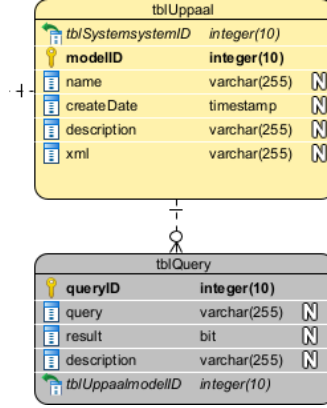 tblUppaal
tblSystemsystemID integer(10)
modelID integer(10)
name varchar(255) N
createDate timestamp N
description varchar(255) N
xml varchar(255) N
tblQuery
queryID integer(10)
query varchar(255) N
result bit N
description varchar(255) N
tblUppaalmodelID integer(10)